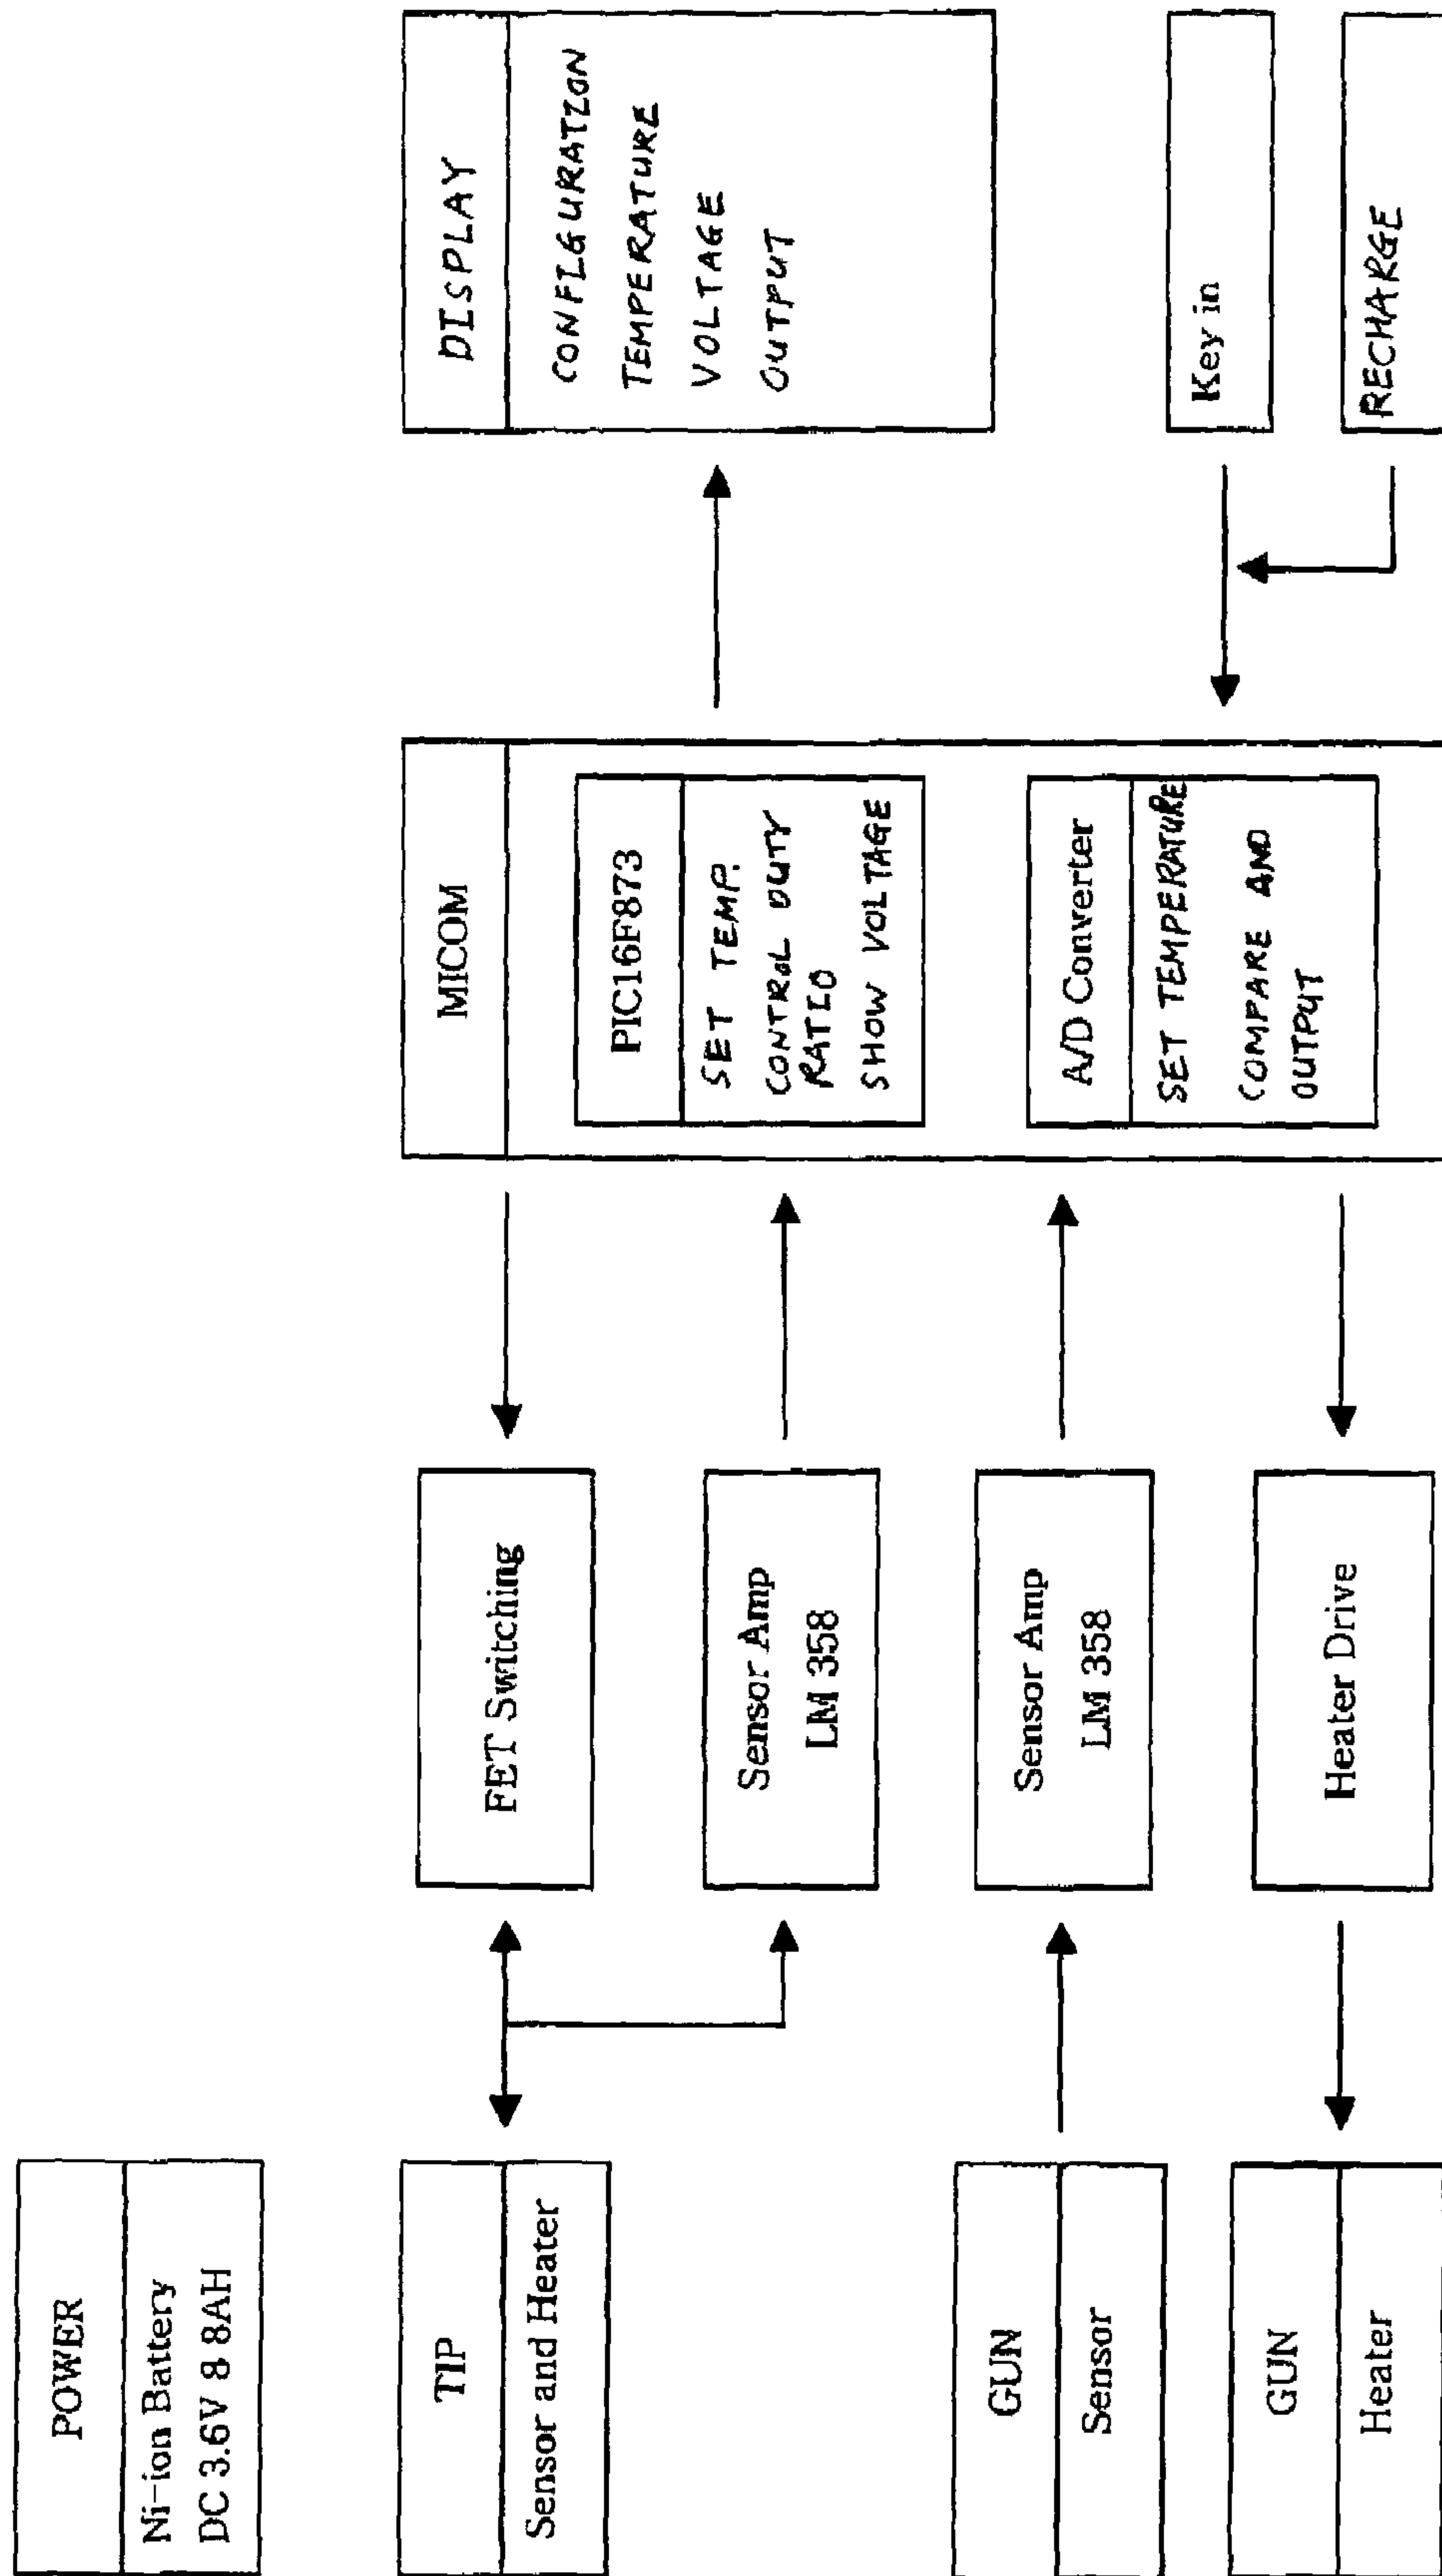 POWER
Ni-ion Battery
DC 3.6V 8 8AH
TIP
Sensor and Heater
GUN
Sensor
GUN
Heater
FET Switching
Sensor Amp
LM 358
Sensor Amp
LM 358
Heater Drive
MICOM
PIC16F873
SET TEMP.
CONTROL DUTY
RATIO
SHOW VOLTAGE
A/D Converter
SET TEMPERATURE
COMPARE AND
OUTPUT
DISPLAY
CONFIGURATION
TEMPERATURE
VOLTAGE
OUTPUT
Key in
RECHARGE